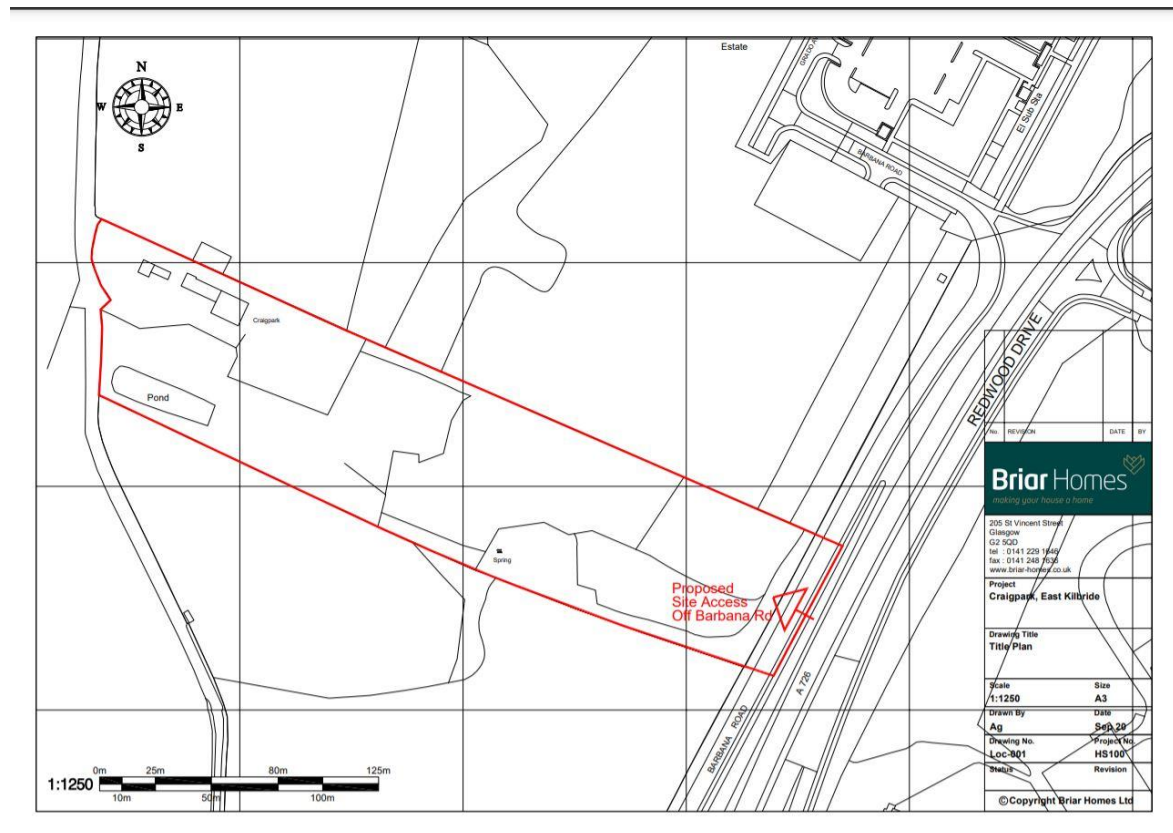 Estate
N
W
E
S
BARBANA ROAD
El Sub Sta
Craigpark
Pond
REDWOOD DRIVE
No. REVISION DATE BY
Briar Homes
making your house a home
205 St Vincent Street
Glasgow
G2 5QD
tel : 0141 229 1646
fax : 0141 248
www.briar-homes.co.uk
Project
Craigpark, East Kilbride
Spring
Proposed
Site Access
Off Barbana Rd
Drawing Title
Title Plan
A 726
BARBANA ROAD
Scale Size
1:1250 A3
Drawn By Date
Ag Sep 20
Drawing No. Project No.
Loc-001 HS100
Status Revision
©Copyright Briar Homes Ltd
1:1250
0m 25m 80m 125m
10m 50m 100m